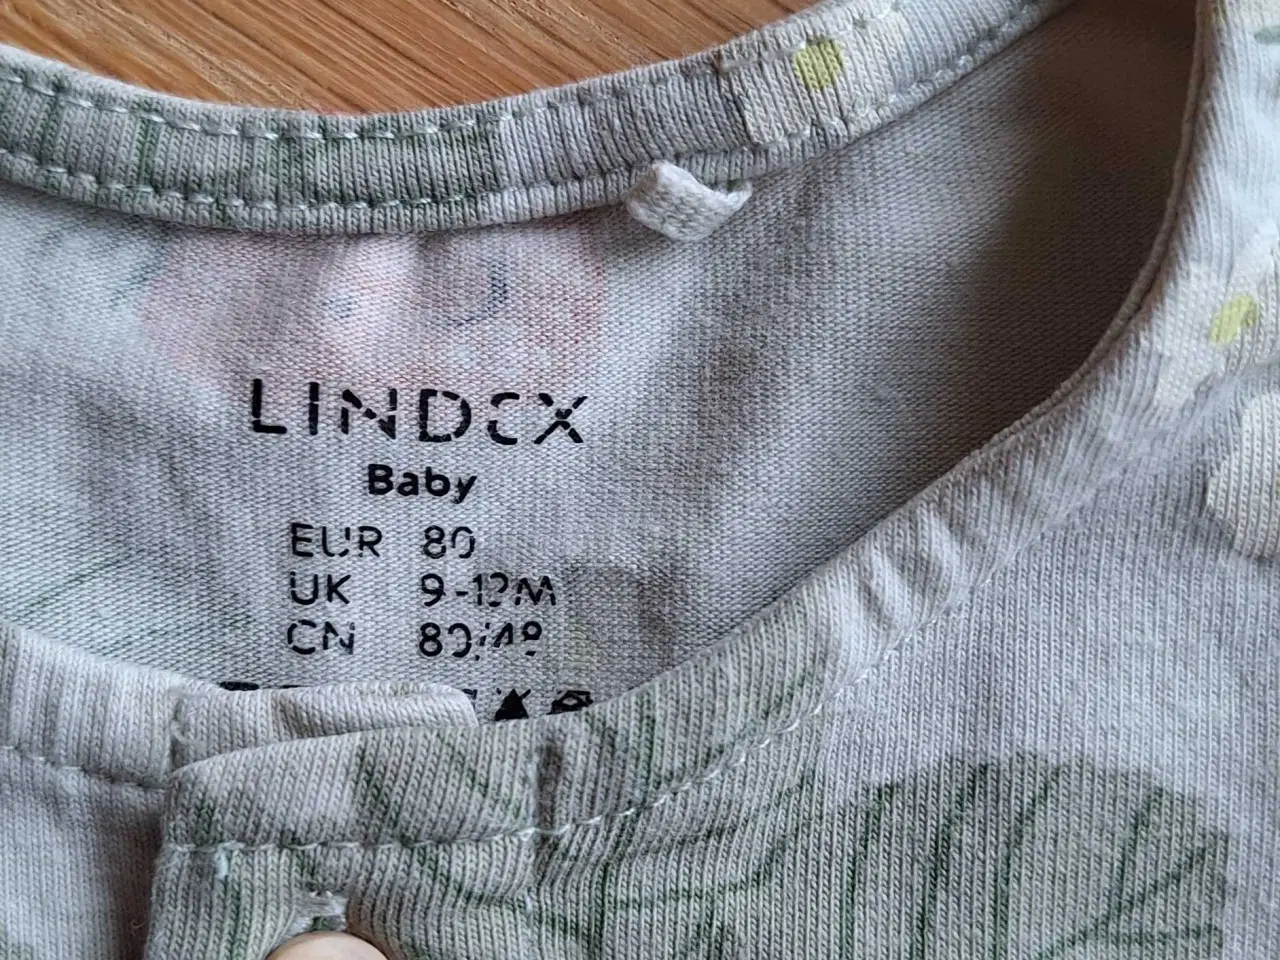 LINDEX
Baby
EUR 80
UK 9-12M
CN 80/48